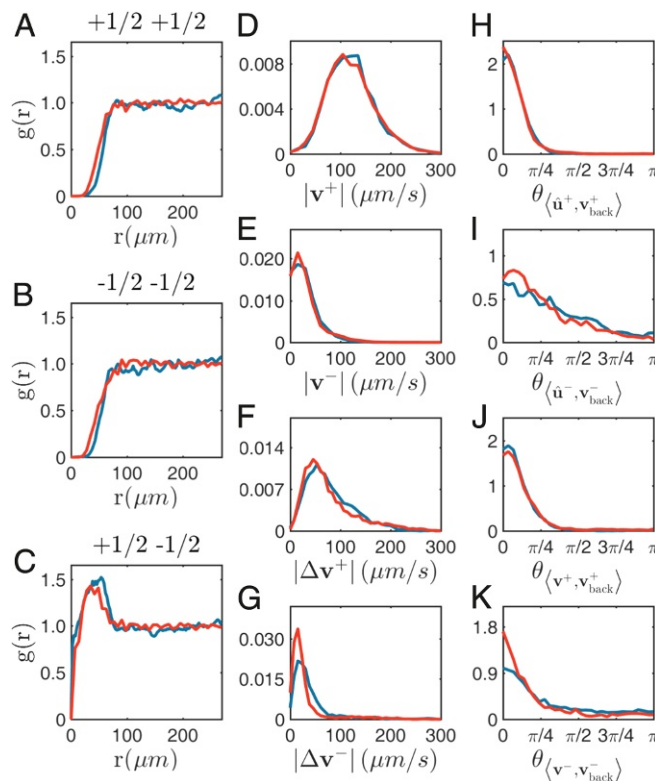 A
+1/2 +1/2
1.5
1.0
0.5
0
g(r)
0
100
200
r(μm)
B
-1/2 -1/2
1.5
1.0
0.5
0
g(r)
0
100
200
r(μm)
C
+1/2 -1/2
1.5
1.0
0.5
0
g(r)
0
100
200
r(μm)
D
0.008
0.004
0
0 100 200 300
|v⁺| (μm/s)
E
0.020
0.010
0
0 100 200 300
|v⁻| (μm/s)
F
0.014
0.007
0
0 100 200 300
|Δv⁺| (μm/s)
G
0.030
0.015
0
0 100 200 300
|Δv⁻| (μm/s)
H
2
1
0
0 π/4 π/2 3π/4 π
θ⟨û⁺,v⁺back⟩
I
1.0
0.5
0
0 π/4 π/2 3π/4 π
θ⟨û⁻,v⁻back⟩
J
2
1
0
0 π/4 π/2 3π/4 π
θ⟨v⁺,v⁺back⟩
K
1.8
0.9
0
0 π/4 π/2 3π/4 π
θ⟨v⁻,v⁻back⟩